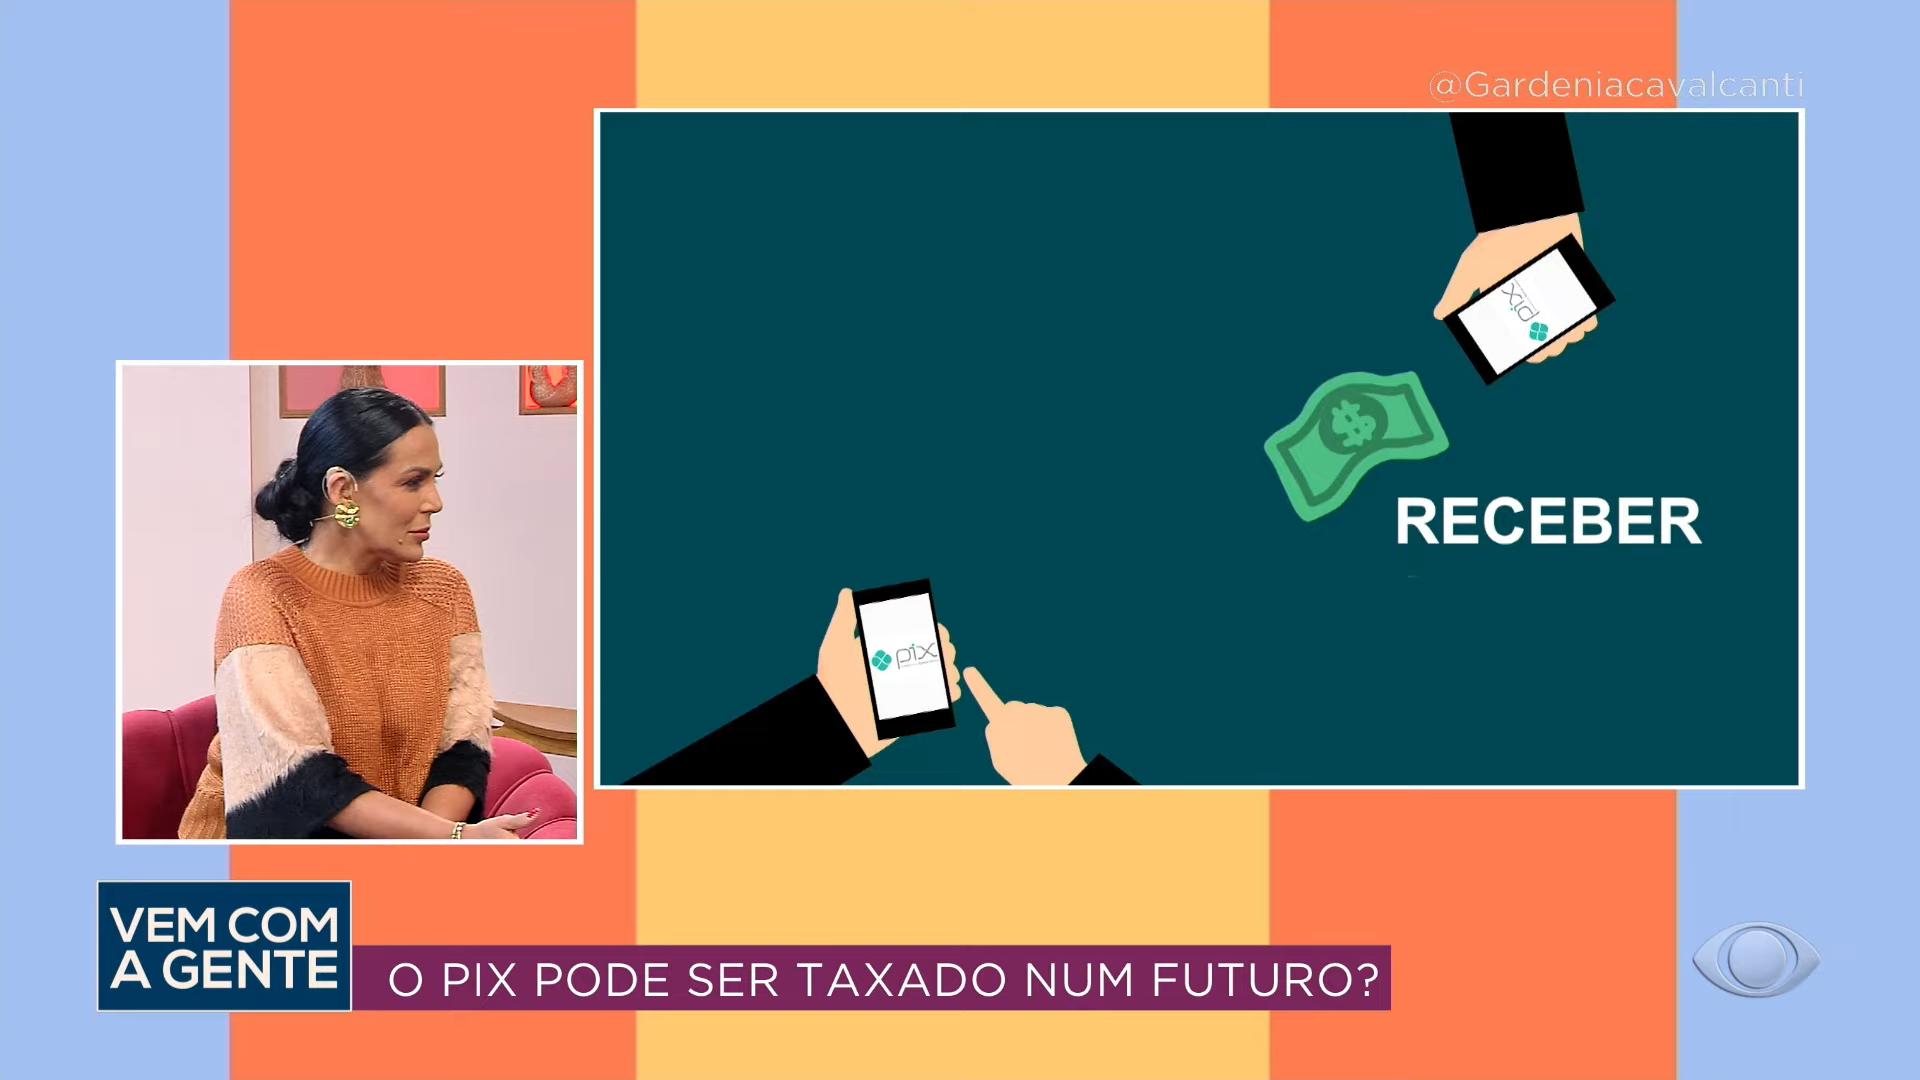 @Gardeniacavalcanti
pix
RECEBER
pix
VEM COM
A GENTE
O PIX PODE SER TAXADO NUM FUTURO?